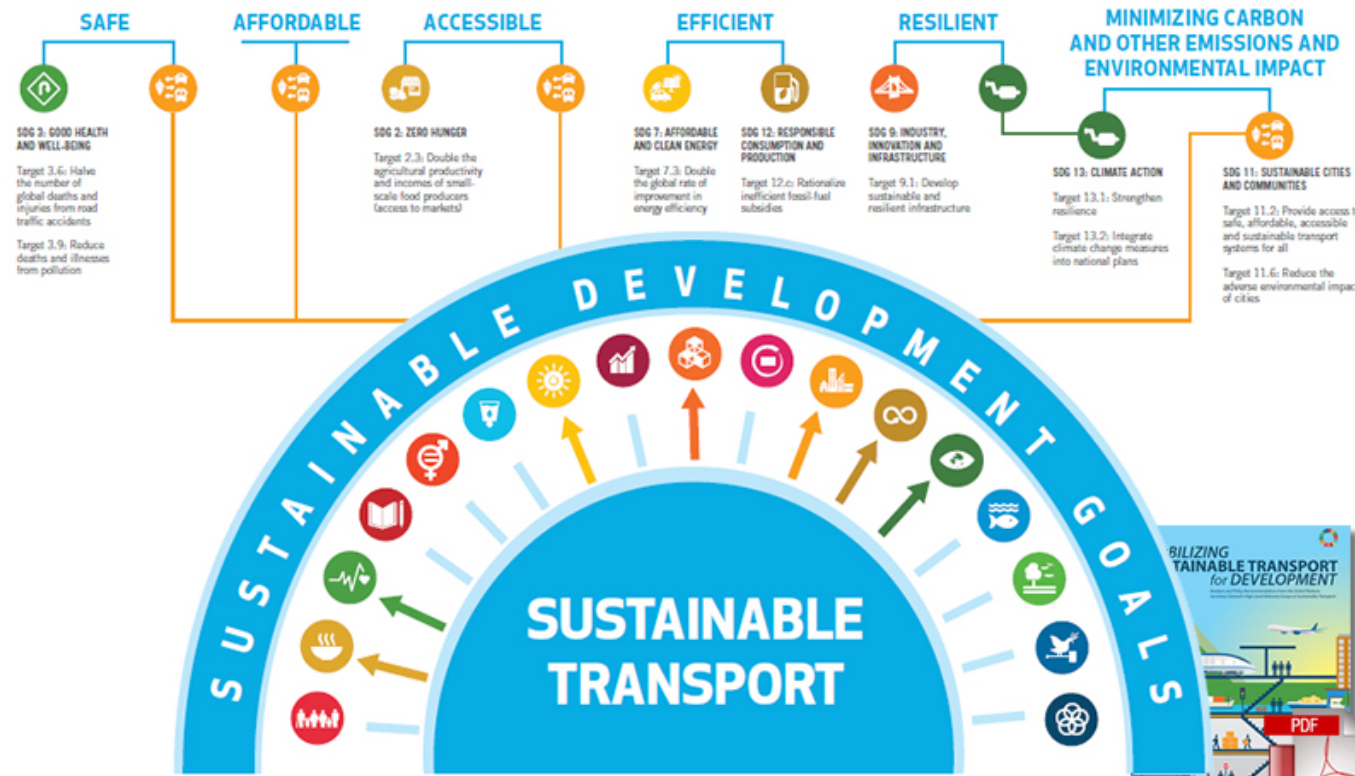 SAFE
AFFORDABLE
ACCESSIBLE
EFFICIENT
RESILIENT
MINIMIZING CARBON
AND OTHER EMISSIONS AND
ENVIRONMENTAL IMPACT
SDG 3: GOOD HEALTH
AND WELL-BEING
Target 3.6: Halve
the number of
global deaths and
injuries from road
traffic accidents
Target 3.9: Reduce
deaths and illnesses
from pollution
SDG 2: ZERO HUNGER
Target 2.3: Double the
agricultural productivity
and incomes of small-
scale food producers
(access to markets)
SDG 7: AFFORDABLE
AND CLEAN ENERGY
Target 7.3: Double
the global rate of
improvement in
energy efficiency
SDG 12: RESPONSIBLE
CONSUMPTION AND
PRODUCTION
Target 12.c: Rationalize
inefficient fossil-fuel
subsidies
SDG 9: INDUSTRY,
INNOVATION AND
INFRASTRUCTURE
Target 9.1: Develop
sustainable and
resilient infrastructure
SDG 13: CLIMATE ACTION
Target 13.1: Strengthen
resilience
Target 13.2: Integrate
climate change measures
into national plans
SDG 11: SUSTAINABLE CITIES
AND COMMUNITIES
Target 11.2: Provide access t
safe, affordable, accessible
and sustainable transport
systems for all
Target 11.6: Reduce the
adverse environmental impac
of cities
SUSTAINABLE DEVELOPMENT GOALS
SUSTAINABLE
TRANSPORT
BILIZING
TAINABLE TRANSPORT
for DEVELOPMENT
PDF